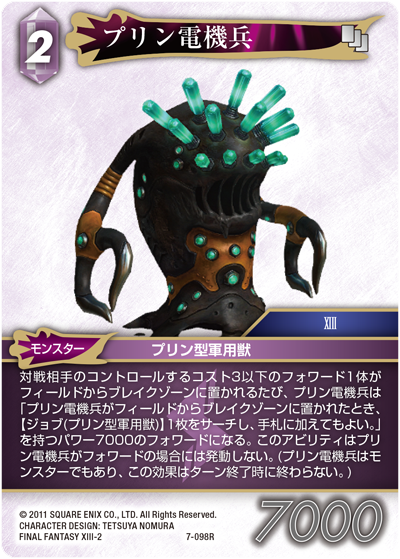 2
プリン電機兵
XIII
モンスター
プリン型軍用獣
対戦相手のコントロールするコスト3以下のフォワード1体が
フィールドからブレイクゾーンに置かれるたび、プリン電機兵は
「プリン電機兵がフィールドからブレイクゾーンに置かれたとき、
【ジョブ(プリン型軍用獣)】1枚をサーチし、手札に加えてもよい。」
を持つパワー7000のフォワードになる。このアビリティはプリ
ン電機兵がフォワードの場合には発動しない。(プリン電機兵はモ
ンスターでもあり、この効果はターン終了時に終わらない。)
© 2011 SQUARE ENIX CO., LTD. All Rights Reserved.
CHARACTER DESIGN: TETSUYA NOMURA
FINAL FANTASY XIII-2
7-098R
7000